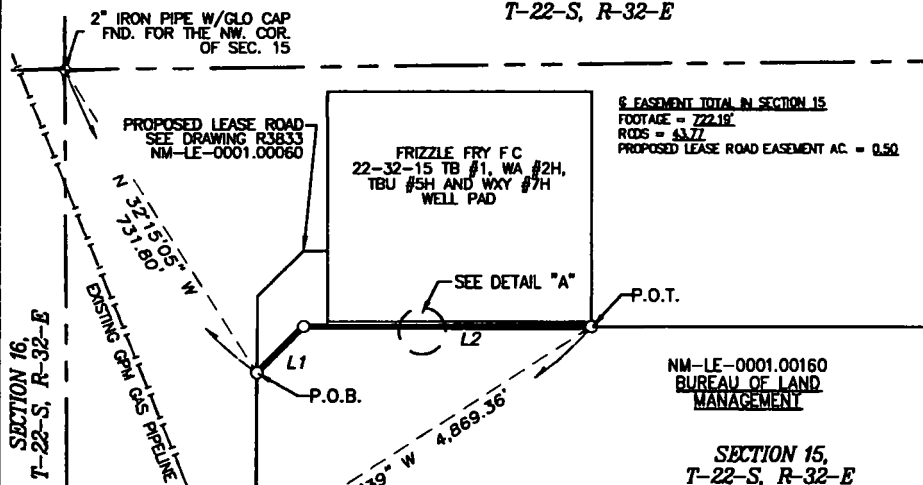 T-22-S, R-32-E
2" IRON PIPE W/GLO CAP
FND. FOR THE NW. COR.
OF SEC. 15
PROPOSED LEASE ROAD
SEE DRAWING R3833
NM-LE-0001.00060
FRIZZLE FRY F C
22-32-15 TB #1, WA #2H,
TBU #5H AND WXY #7H
WELL PAD
℄ EASEMENT TOTAL IN SECTION 15
FOOTAGE = 722.19'
RODS = 43.77
PROPOSED LEASE ROAD EASEMENT AC. = 0.50
N 32°15'05" W
731.80'
SEE DETAIL "A"
P.O.T.
L1
L2
P.O.B.
EXISTING GPM GAS PIPELINE
SECTION 16,
T-22-S, R-32-E
39" W 4,869.36'
NM-LE-0001.00160
BUREAU OF LAND
MANAGEMENT
SECTION 15,
T-22-S, R-32-E